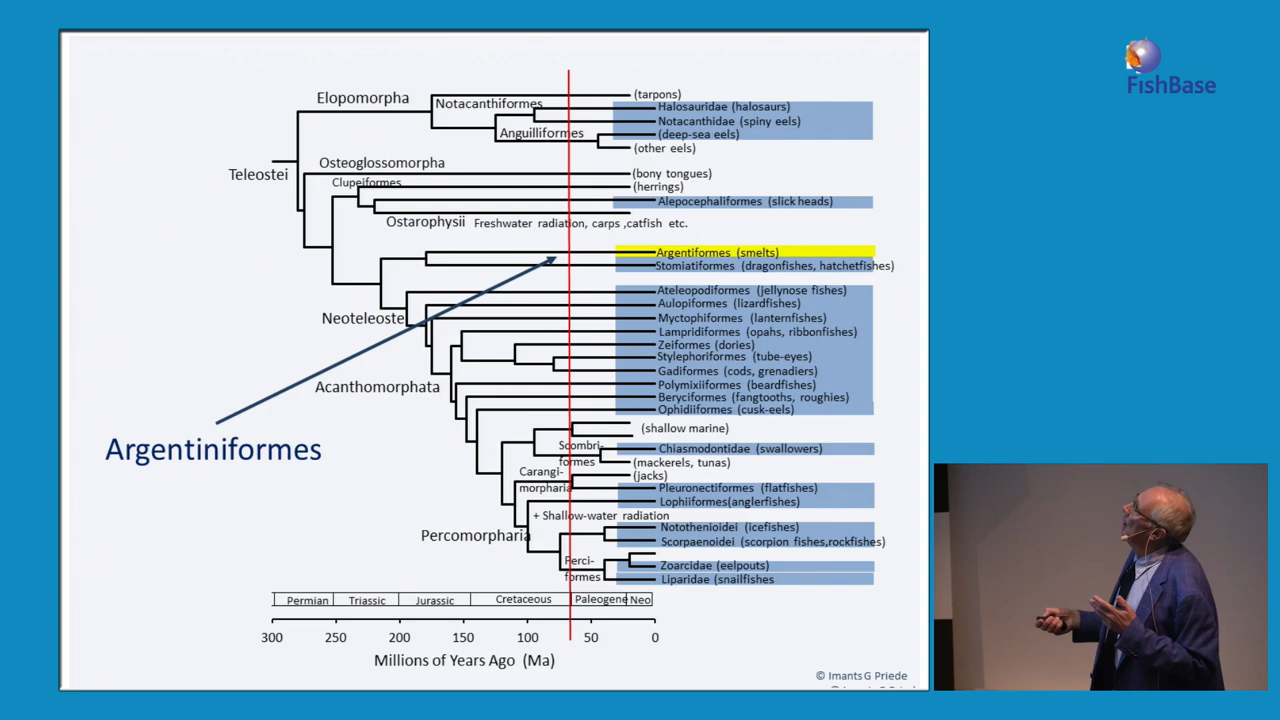 FishBase
Elopomorpha
(tarpons)
Notacanthiformes
Halosauridae (halosaurs)
Notacanthidae (spiny eels)
Anguilliformes
(deep-sea eels)
(other eels)
Osteoglossomorpha
Teleostei
(bony tongues)
Clupeiformes
(herrings)
Alepocephaliformes (slick heads)
Ostarophysii Freshwater radiation, carps ,catfish etc.
Argentiformes (smelts)
Stomiatiformes (dragonfishes, hatchetfishes)
Ateleopodiformes (jellynose fishes)
Aulopiformes (lizardfishes)
Neoteleoste
Myctophiformes (lanternfishes)
Lampridiformes (opahs, ribbonfishes)
Zeiformes (dories)
Stylephoriformes (tube-eyes)
Gadiformes (cods, grenadiers)
Acanthomorphata
Polymixiiformes (beardfishes)
Beryciformes (fangtooths, roughies)
Ophidiiformes (cusk-eels)
(shallow marine)
Argentiniformes
Scombri-
formes
Chiasmodontidae (swallowers)
(mackerels, tunas)
Carangi-
morpharia
(jacks)
Pleuronectiformes (flatfishes)
Lophiiformes(anglerfishes)
+ Shallow-water radiation
Notothenioidei (icefishes)
Percomorpharia
Scorpaenoidei (scorpion fishes,rockfishes)
Perci-
formes
Zoarcidae (eelpouts)
Liparidae (snailfishes
Permian Triassic Jurassic Cretaceous Paleogene Neo
300 250 200 150 100 50 0
Millions of Years Ago (Ma)
© Imants G Priede